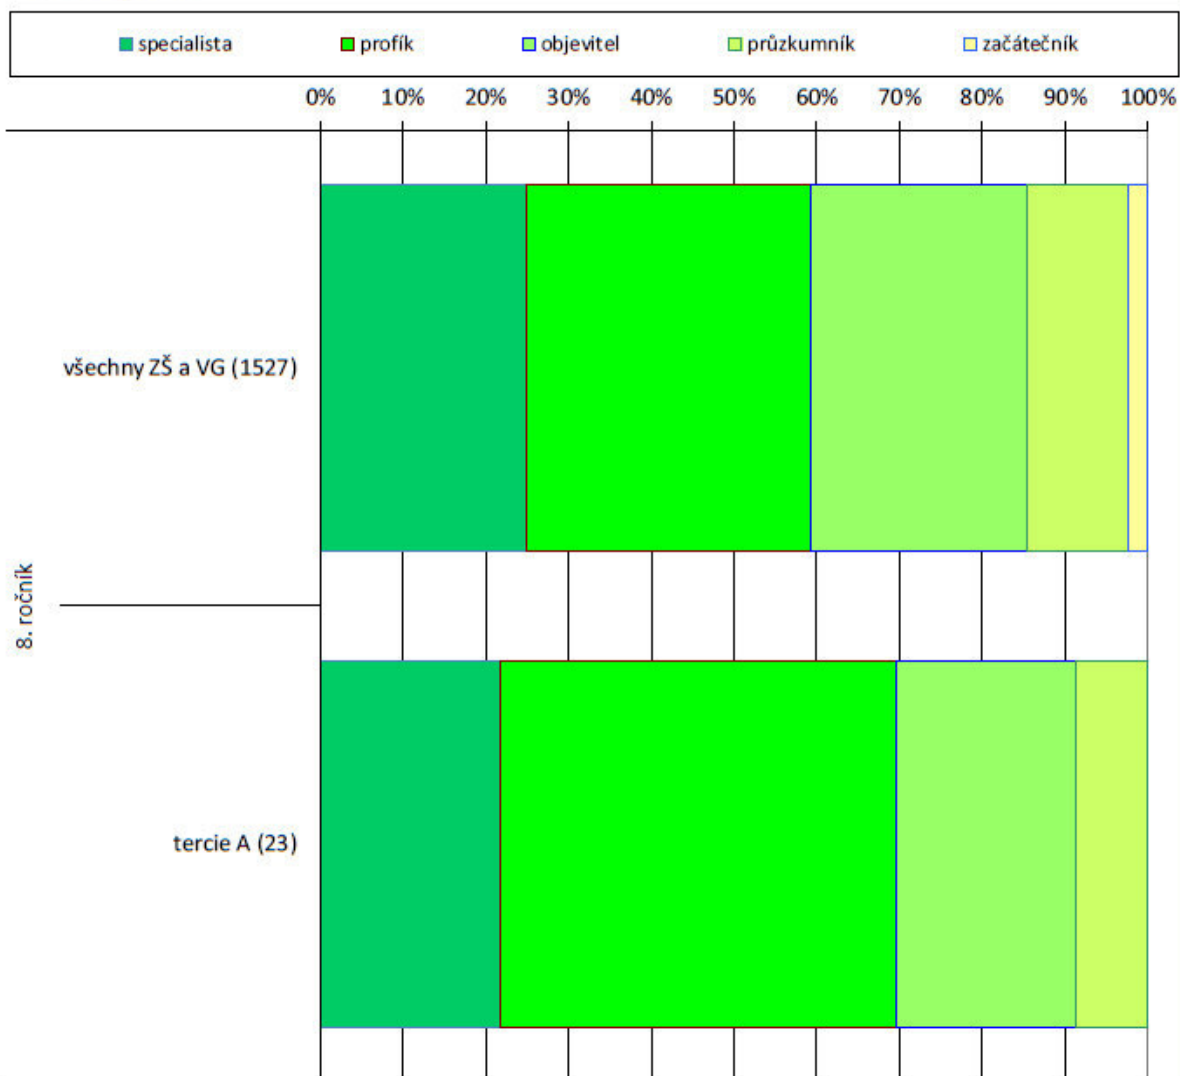 specialista profík objevitel průzkumník začátečník
0% 10% 20% 30% 40% 50% 60% 70% 80% 90% 100%
všechny ZŠ a VG (1527)
8. ročník
tercie A (23)